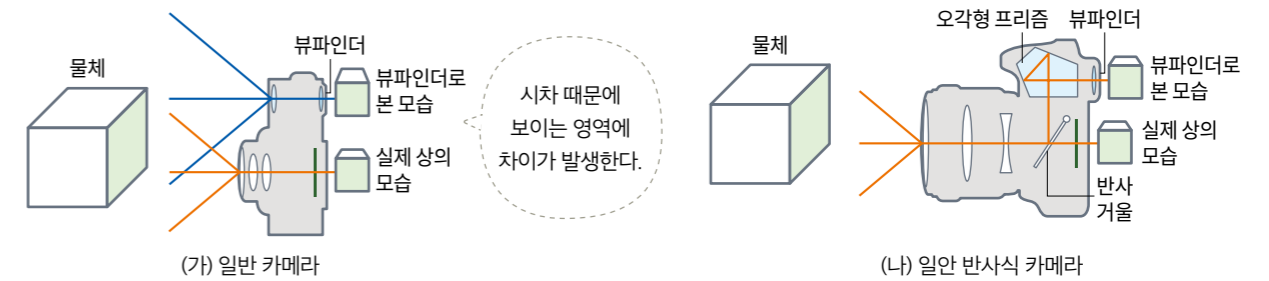 물체
뷰파인더
뷰파인더로
본 모습
실제 상의
모습
(가) 일반 카메라
시차 때문에
보이는 영역에
차이가 발생한다.
물체
오각형 프리즘
뷰파인더
뷰파인더로
본 모습
실제 상의
모습
반사
거울
(나) 일안 반사식 카메라